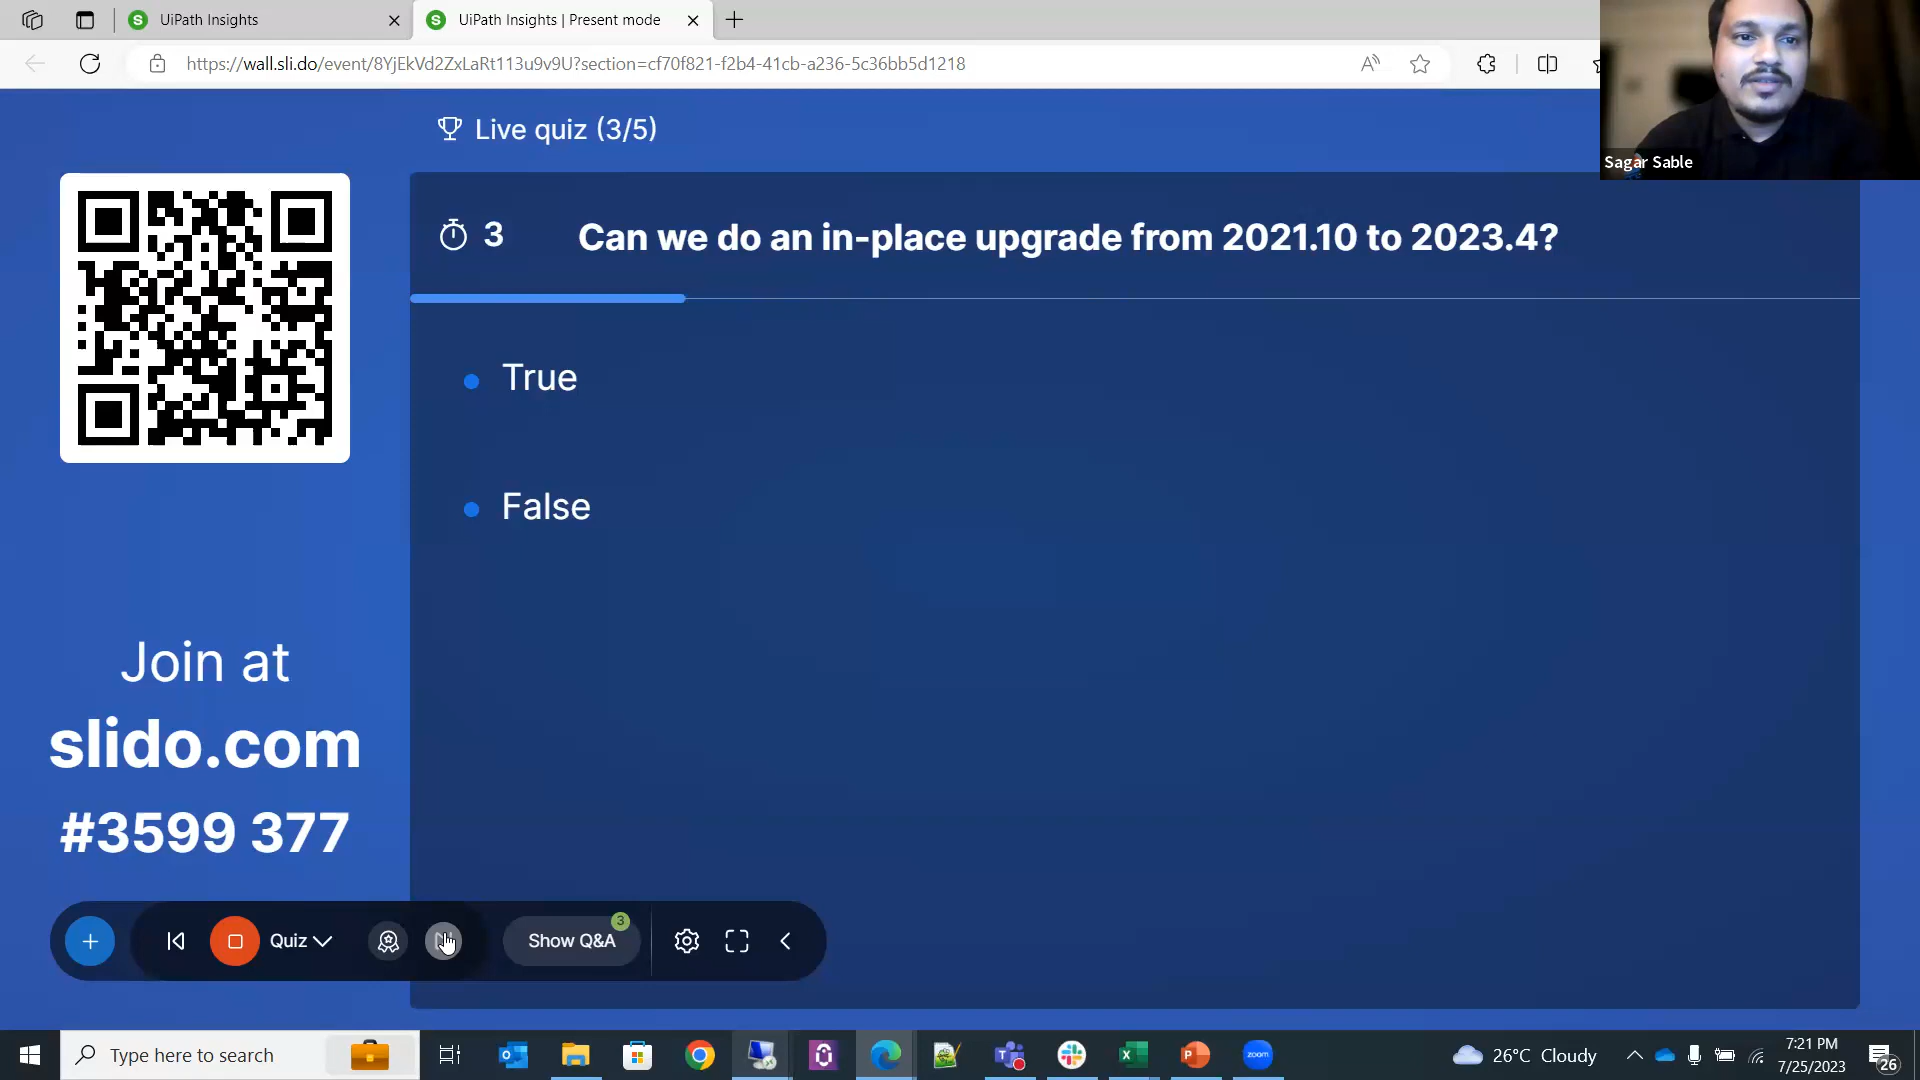 UiPath Insights
UiPath Insights | Present mode
https://wall.sli.do/event/8YjEkVd2ZxLaRt113u9v9U?section=cf70f821-f2b4-41cb-a236-5c36bb5d1218
Sagar Sable
Live quiz (3/5)
3
Can we do an in-place upgrade from 2021.10 to 2023.4?
True
False
Join at
slido.com
#3599 377
Quiz
Show Q&A
3
Type here to search
zoom
26°C Cloudy
7:21 PM
7/25/2023
26